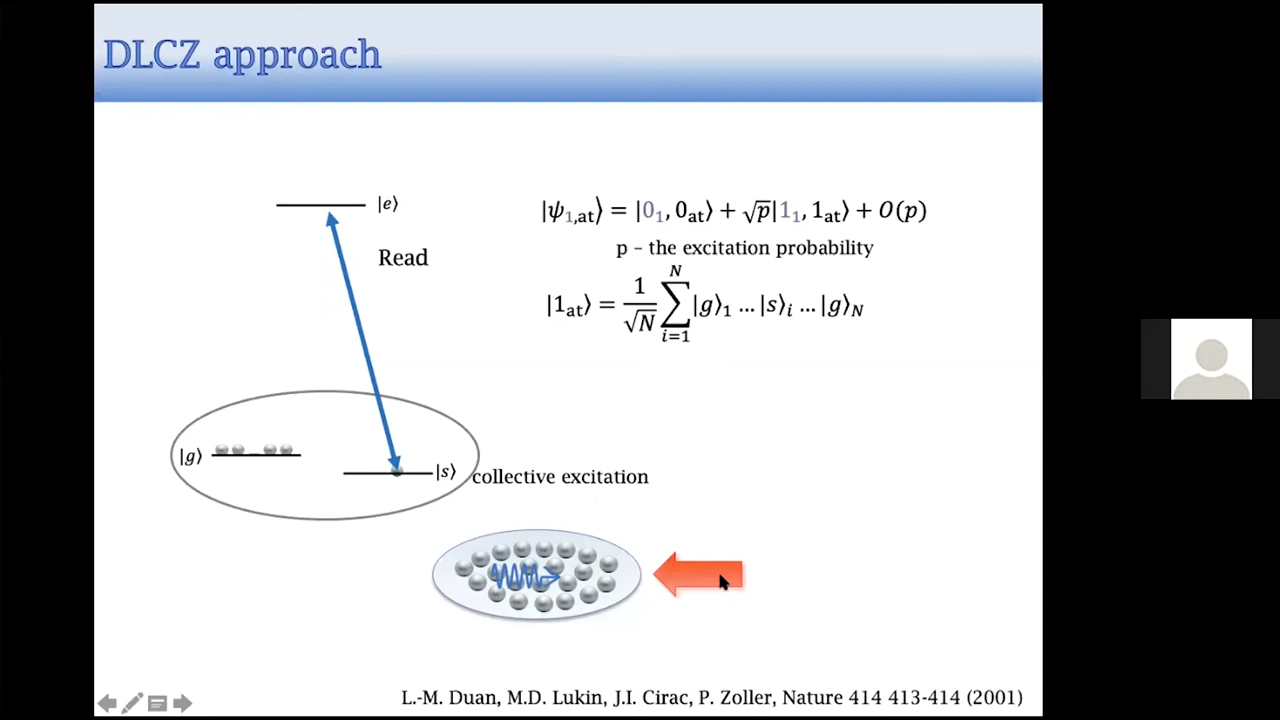 DLCZ approach
|e⟩
Read
|ψ₁,at⟩ = |0₁, 0at⟩ + √p|1₁, 1at⟩ + O(p)
p – the excitation probability
|1at⟩ = 1/√N ∑ᵢ₌₁ᴺ |g⟩₁ … |s⟩ᵢ … |g⟩N
|g⟩
|s⟩
collective excitation
L.-M. Duan, M.D. Lukin, J.I. Cirac, P. Zoller, Nature 414 413-414 (2001)